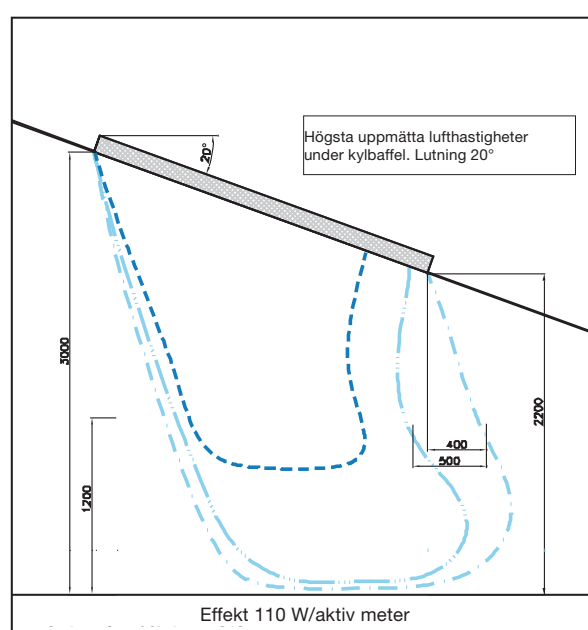 Högsta uppmätta lufthastigheter
under kylbaffel. Lutning 20°
20°
3000
2200
400
500
1200
Effekt 110 W/aktiv meter